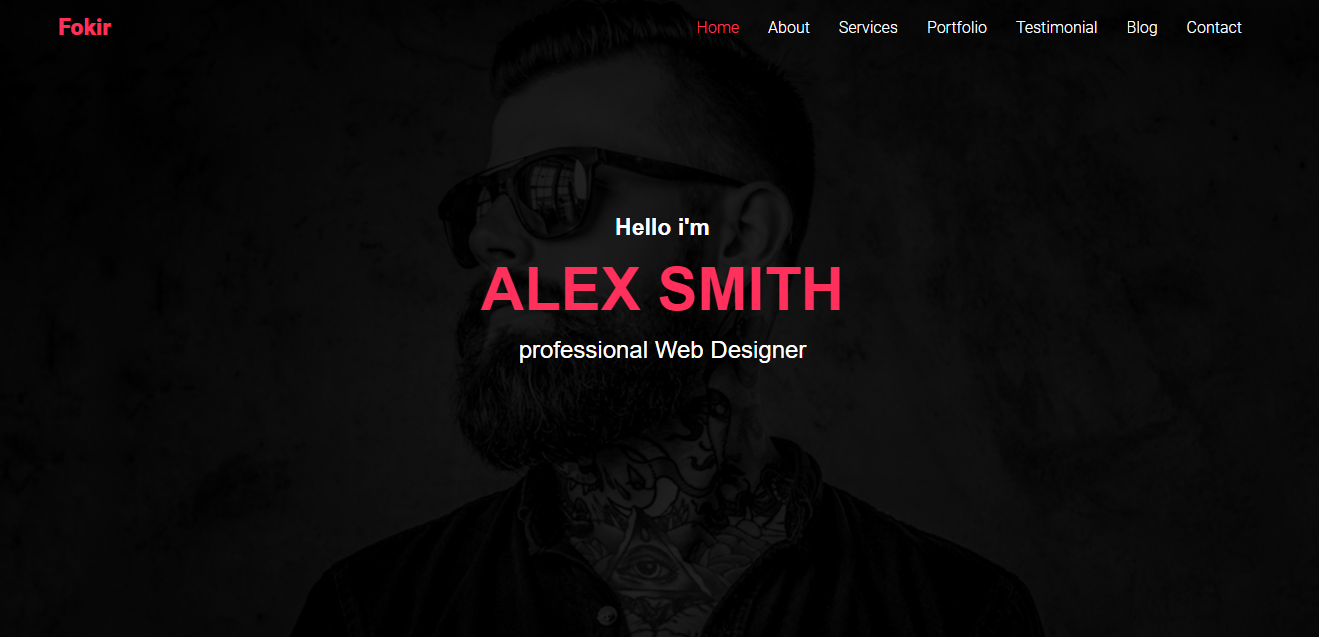 Fokir
Home About Services Portfolio Testimonial Blog Contact
Hello i'm
ALEX SMITH
professional Web Designer